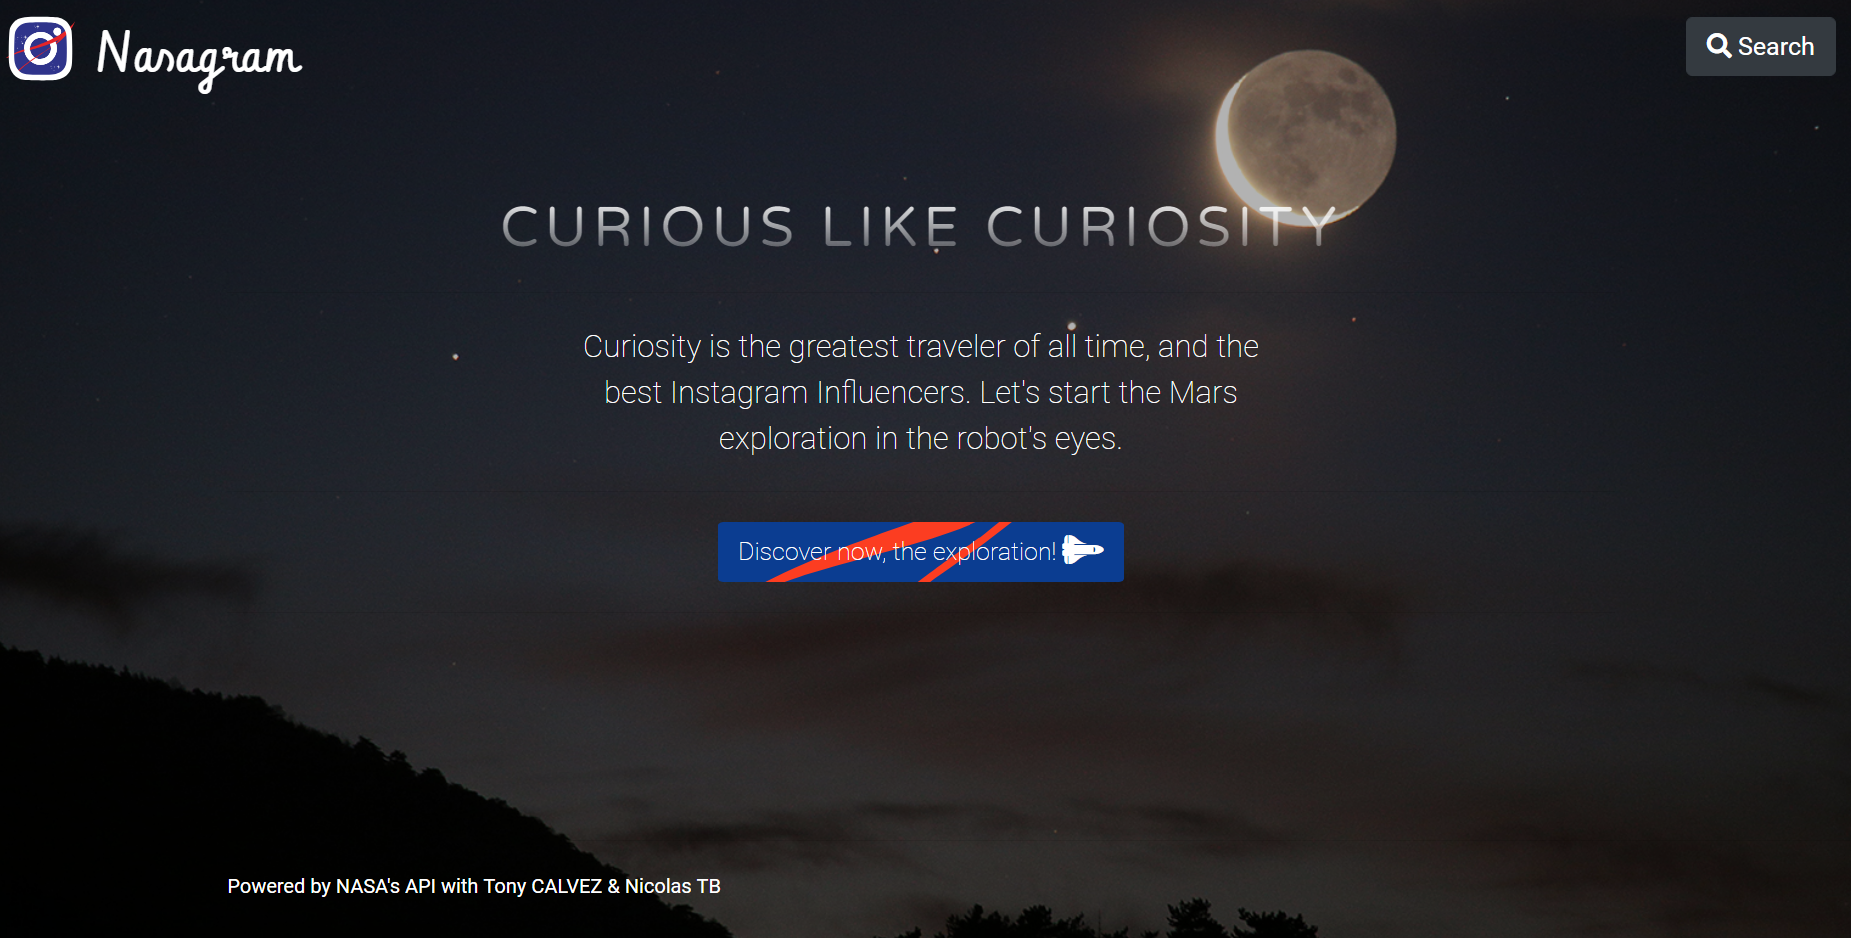 Nasagram
Search
CURIOUS LIKE CURIOSITY
Curiosity is the greatest traveler of all time, and the
best Instagram Influencers. Let's start the Mars
exploration in the robot's eyes.
Discover now, the exploration!
Powered by NASA's API with Tony CALVEZ & Nicolas TB